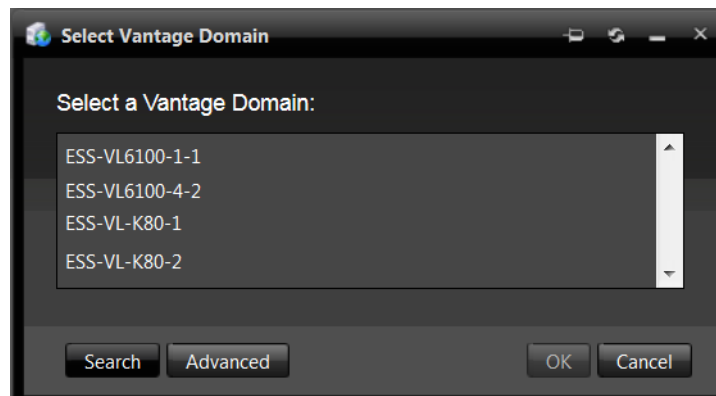 Select Vantage Domain
Select a Vantage Domain:
ESS-VL6100-1-1
ESS-VL6100-4-2
ESS-VL-K80-1
ESS-VL-K80-2
Search Advanced OK Cancel